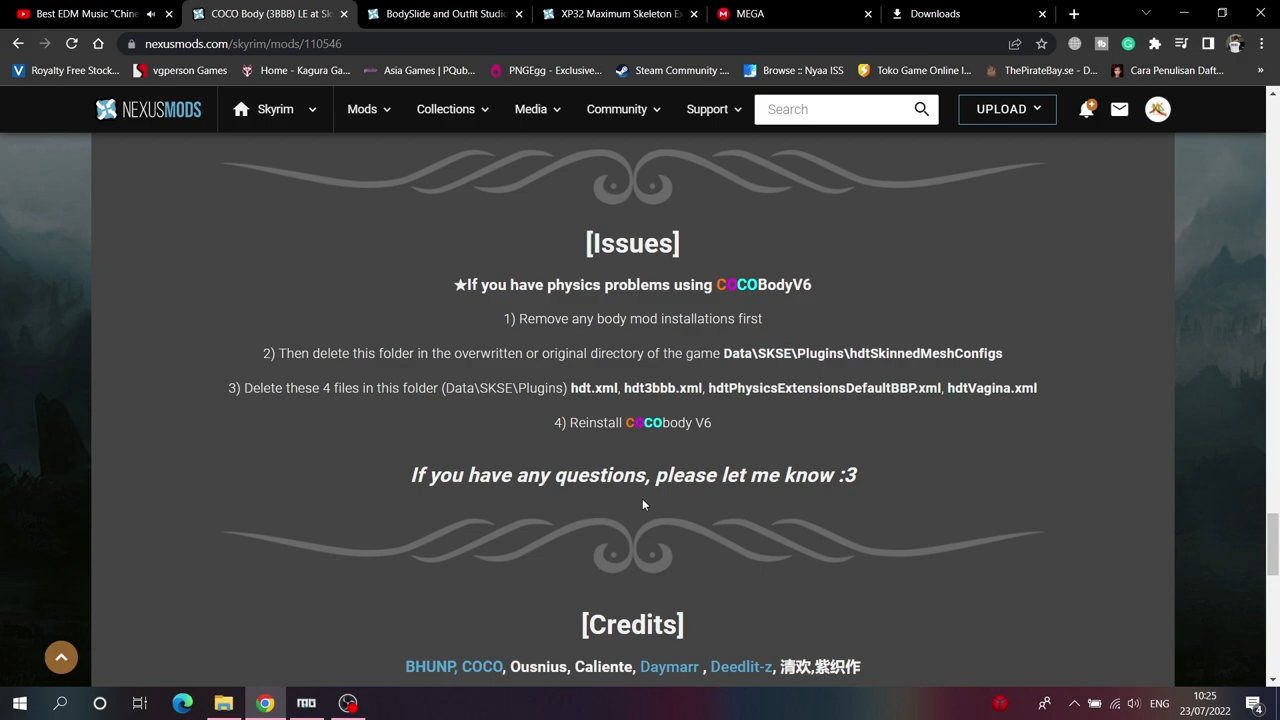 Best EDM Music "Chine
COCO Body (3BBB) LE at Sk
BodySlide and Outfit Studio
XP32 Maximum Skeleton Ex
MEGA
Downloads
nexusmods.com/skyrim/mods/110546
Royalty Free Stock...
vgperson Games
Home - Kagura Ga...
Asia Games | PQub...
PNGEgg - Exclusive...
Steam Community :...
Browse :: Nyaa ISS
Toko Game Online I...
ThePirateBay.se - D...
Cara Penulisan Daft...
»
NEXUSMODS
Skyrim
Mods
Collections
Media
Community
Support
Search
UPLOAD
[Issues]
★If you have physics problems using COCOBodyV6
1) Remove any body mod installations first
2) Then delete this folder in the overwritten or original directory of the game Data\SKSE\Plugins\hdtSkinnedMeshConfigs
3) Delete these 4 files in this folder (Data\SKSE\Plugins) hdt.xml, hdt3bbb.xml, hdtPhysicsExtensionsDefaultBBP.xml, hdtVagina.xml
4) Reinstall COCObody V6
If you have any questions, please let me know :3
[Credits]
BHUNP, COCO, Ousnius, Caliente, Daymarr , Deedlit-z, 清欢,紫织作
ENG
10:25
23/07/2022
4